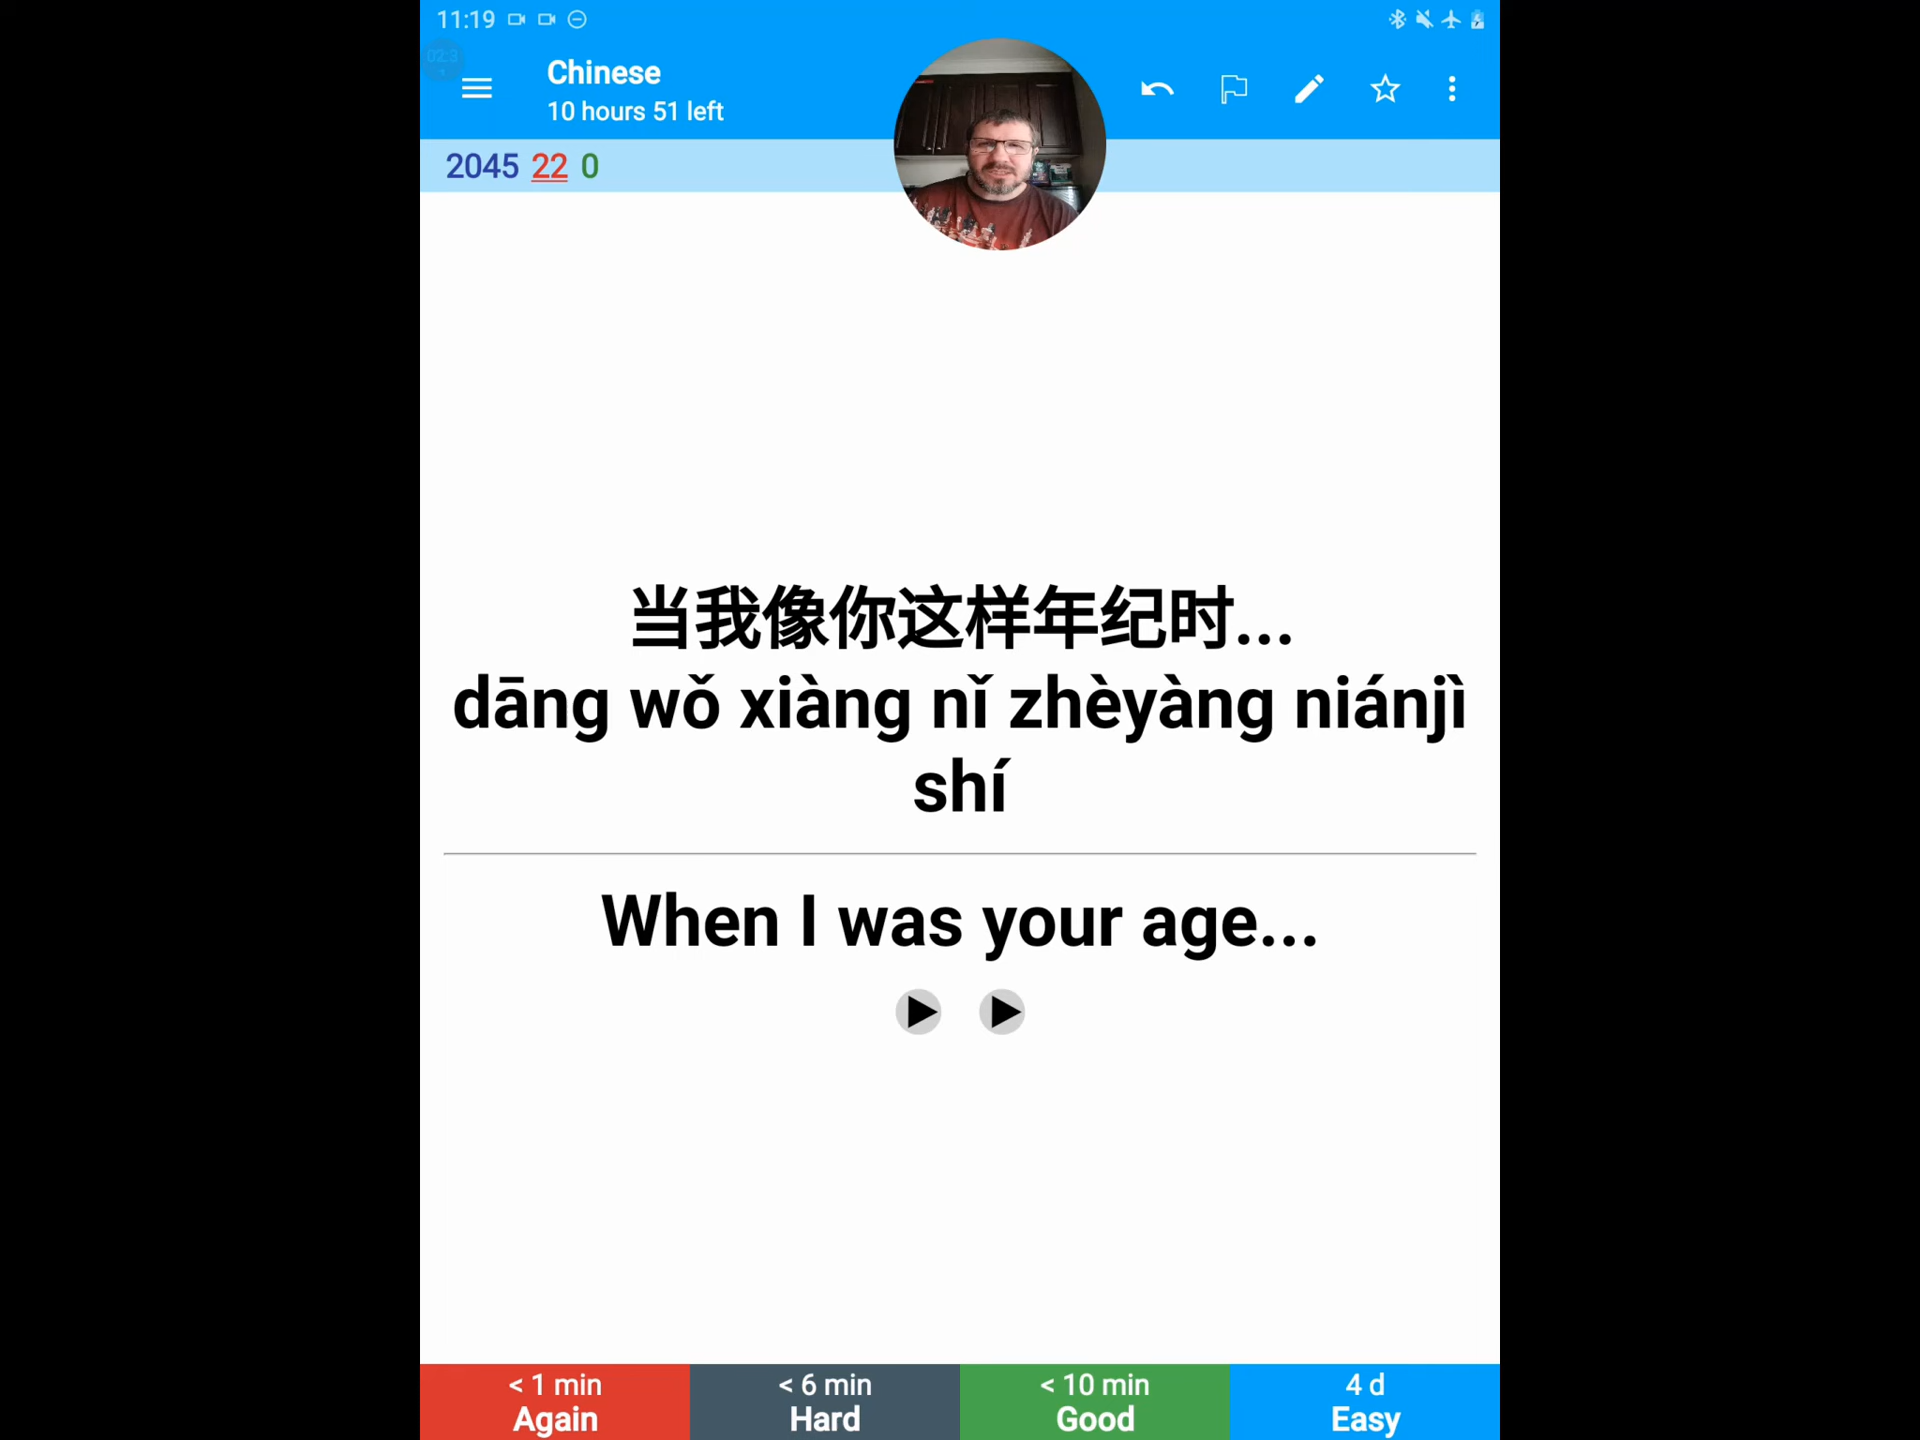 11:19
02:3
Chinese
10 hours 51 left
2045 22 0
当我像你这样年纪时...
dāng wǒ xiàng nǐ zhèyàng niánjì
shí
When I was your age...
< 1 min
Again
< 6 min
Hard
< 10 min
Good
4 d
Easy